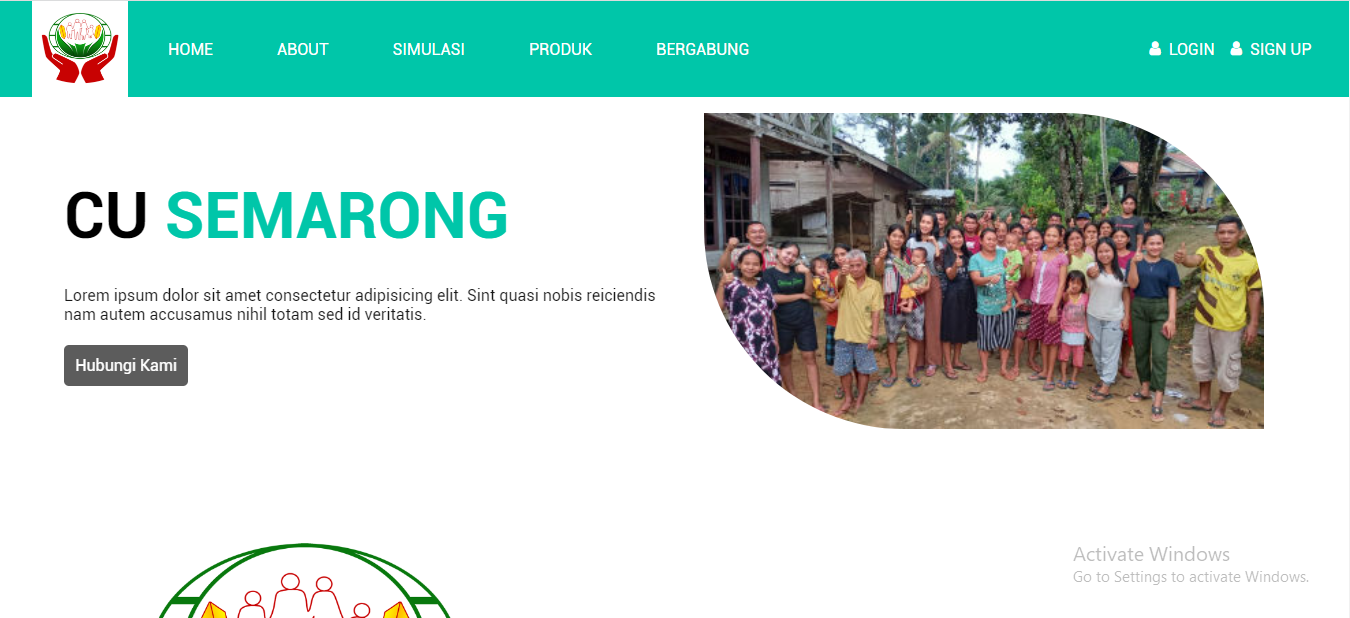 HOME ABOUT SIMULASI PRODUK BERGABUNG LOGIN SIGN UP
CU SEMARONG
Lorem ipsum dolor sit amet consectetur adipisicing elit. Sint quasi nobis reiciendis
nam autem accusamus nihil totam sed id veritatis.
Hubungi Kami
Activate Windows
Go to Settings to activate Windows.